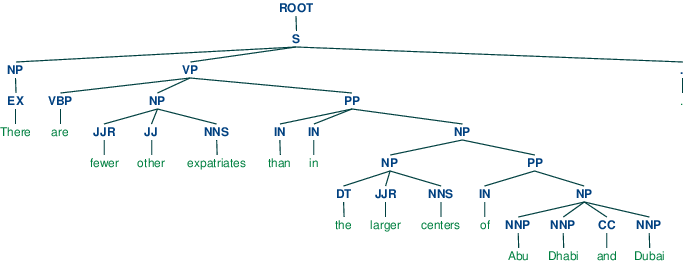 ROOT
S
NP VP .
EX VBP NP PP .
There are JJR JJ NNS IN IN NP
fewer other expatriates than in NP PP
DT JJR NNS IN NP
the larger centers of NNP NNP CC NNP
Abu Dhabi and Dubai